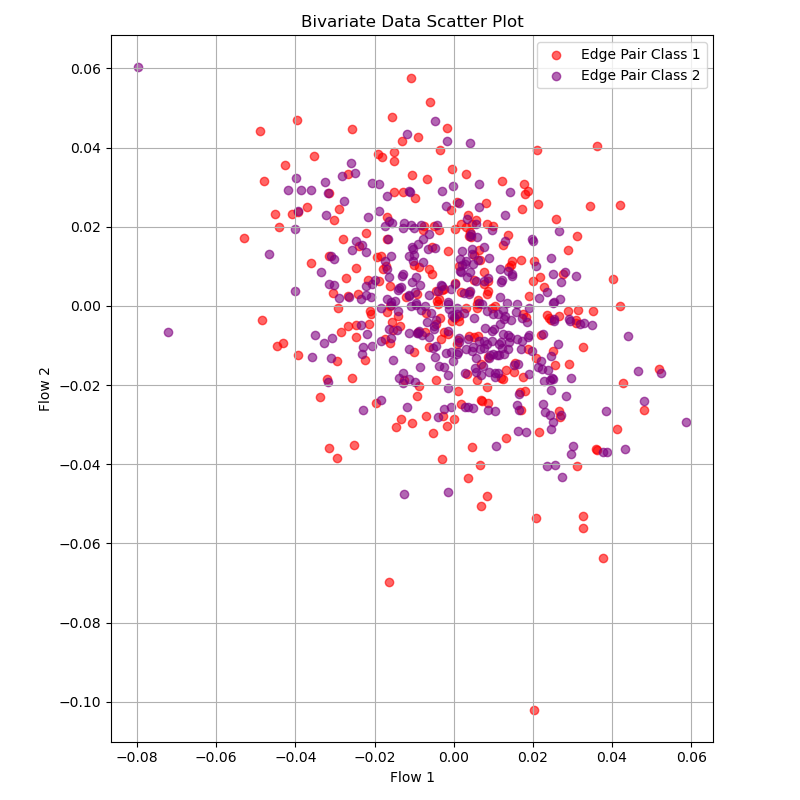 Bivariate Data Scatter Plot
Edge Pair Class 1
Edge Pair Class 2
0.06
0.04
0.02
0.00
−0.02
−0.04
−0.06
−0.08
−0.10
Flow 2
−0.08 −0.06 −0.04 −0.02 0.00 0.02 0.04 0.06
Flow 1